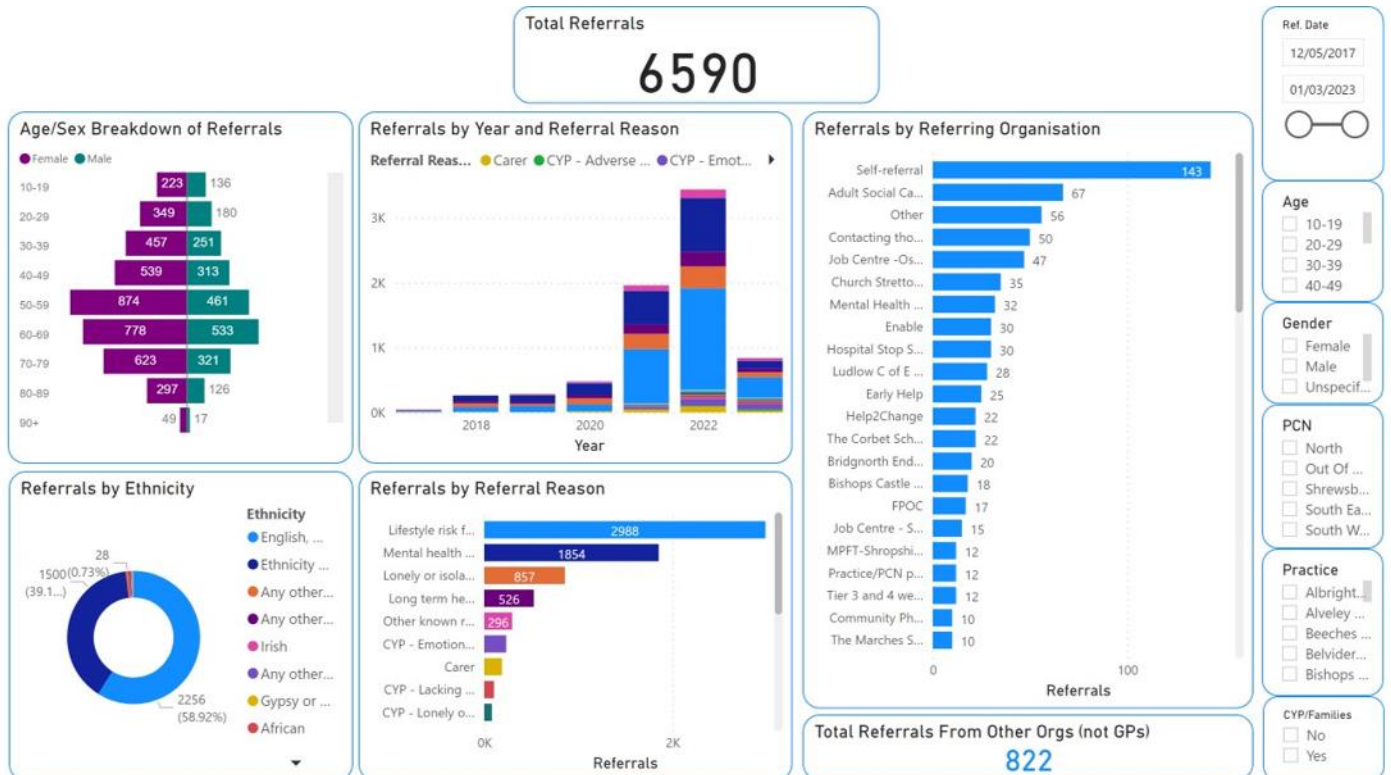 Total Referrals
6590
Age/Sex Breakdown of Referrals
Female Male
10-19 223 136
20-29 349 180
30-39 457 251
40-49 539 313
50-59 874 461
60-69 778 533
70-79 623 321
80-89 297 126
90+ 49 17
Referrals by Year and Referral Reason
Referral Reas... Carer CYP - Adverse ... CYP - Emot...
3K
2K
1K
0K
2018 2020 2022
Year
Referrals by Referring Organisation
Self-referral 143
Adult Social Ca... 67
Other 56
Contacting tho... 50
Job Centre -Os... 47
Church Stretto... 35
Mental Health ... 32
Enable 30
Hospital Stop S... 30
Ludlow C of E ... 28
Early Help 25
Help2Change 22
The Corbet Sch... 22
Bridgnorth End... 20
Bishops Castle ... 18
FPOC 17
Job Centre - S... 15
MPFT-Shropshi... 12
Practice/PCN p... 12
Tier 3 and 4 we... 12
Community Ph... 10
The Marches S... 10
0 100
Referrals
Referrals by Ethnicity
Ethnicity
English, ...
Ethnicity ...
Any other...
Any other...
Irish
Any other...
Gypsy or ...
African
28
(0.73%)
1500
(39.1...)
2256
(58.92%)
Referrals by Referral Reason
Lifestyle risk f... 2988
Mental health ... 1854
Lonely or isola... 857
Long term he... 526
Other known r... 296
CYP - Emotion...
Carer
CYP - Lacking ...
CYP - Lonely o...
0K 2K
Referrals
Total Referrals From Other Orgs (not GPs)
822
Ref. Date
12/05/2017
01/03/2023
Age
10-19
20-29
30-39
40-49
Gender
Female
Male
Unspecif...
PCN
North
Out Of ...
Shrewsb...
South Ea...
South W...
Practice
Albright...
Alveley ...
Beeches ...
Belvider...
Bishops ...
CYP/Families
No
Yes